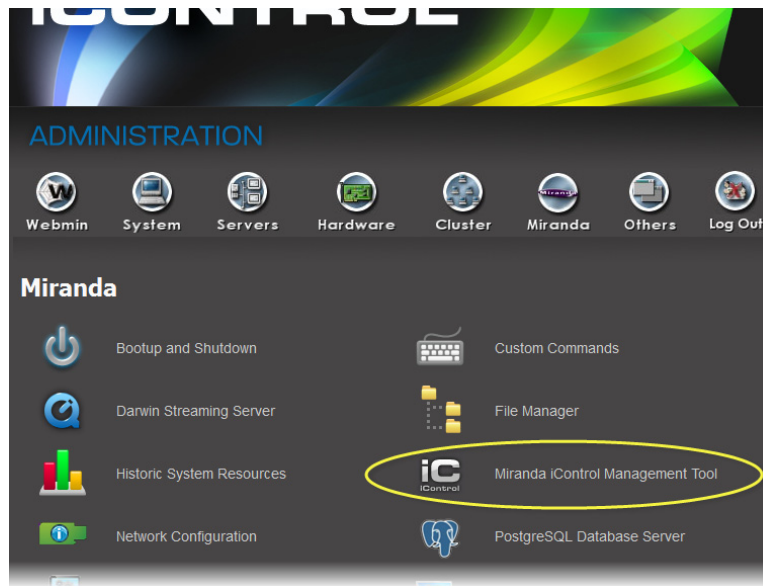 iCONTROL
ADMINISTRATION
Webmin System Servers Hardware Cluster Miranda Others Log Out
Miranda
Bootup and Shutdown
Custom Commands
Darwin Streaming Server
File Manager
Historic System Resources
iC iControl
Miranda iControl Management Tool
Network Configuration
PostgreSQL Database Server